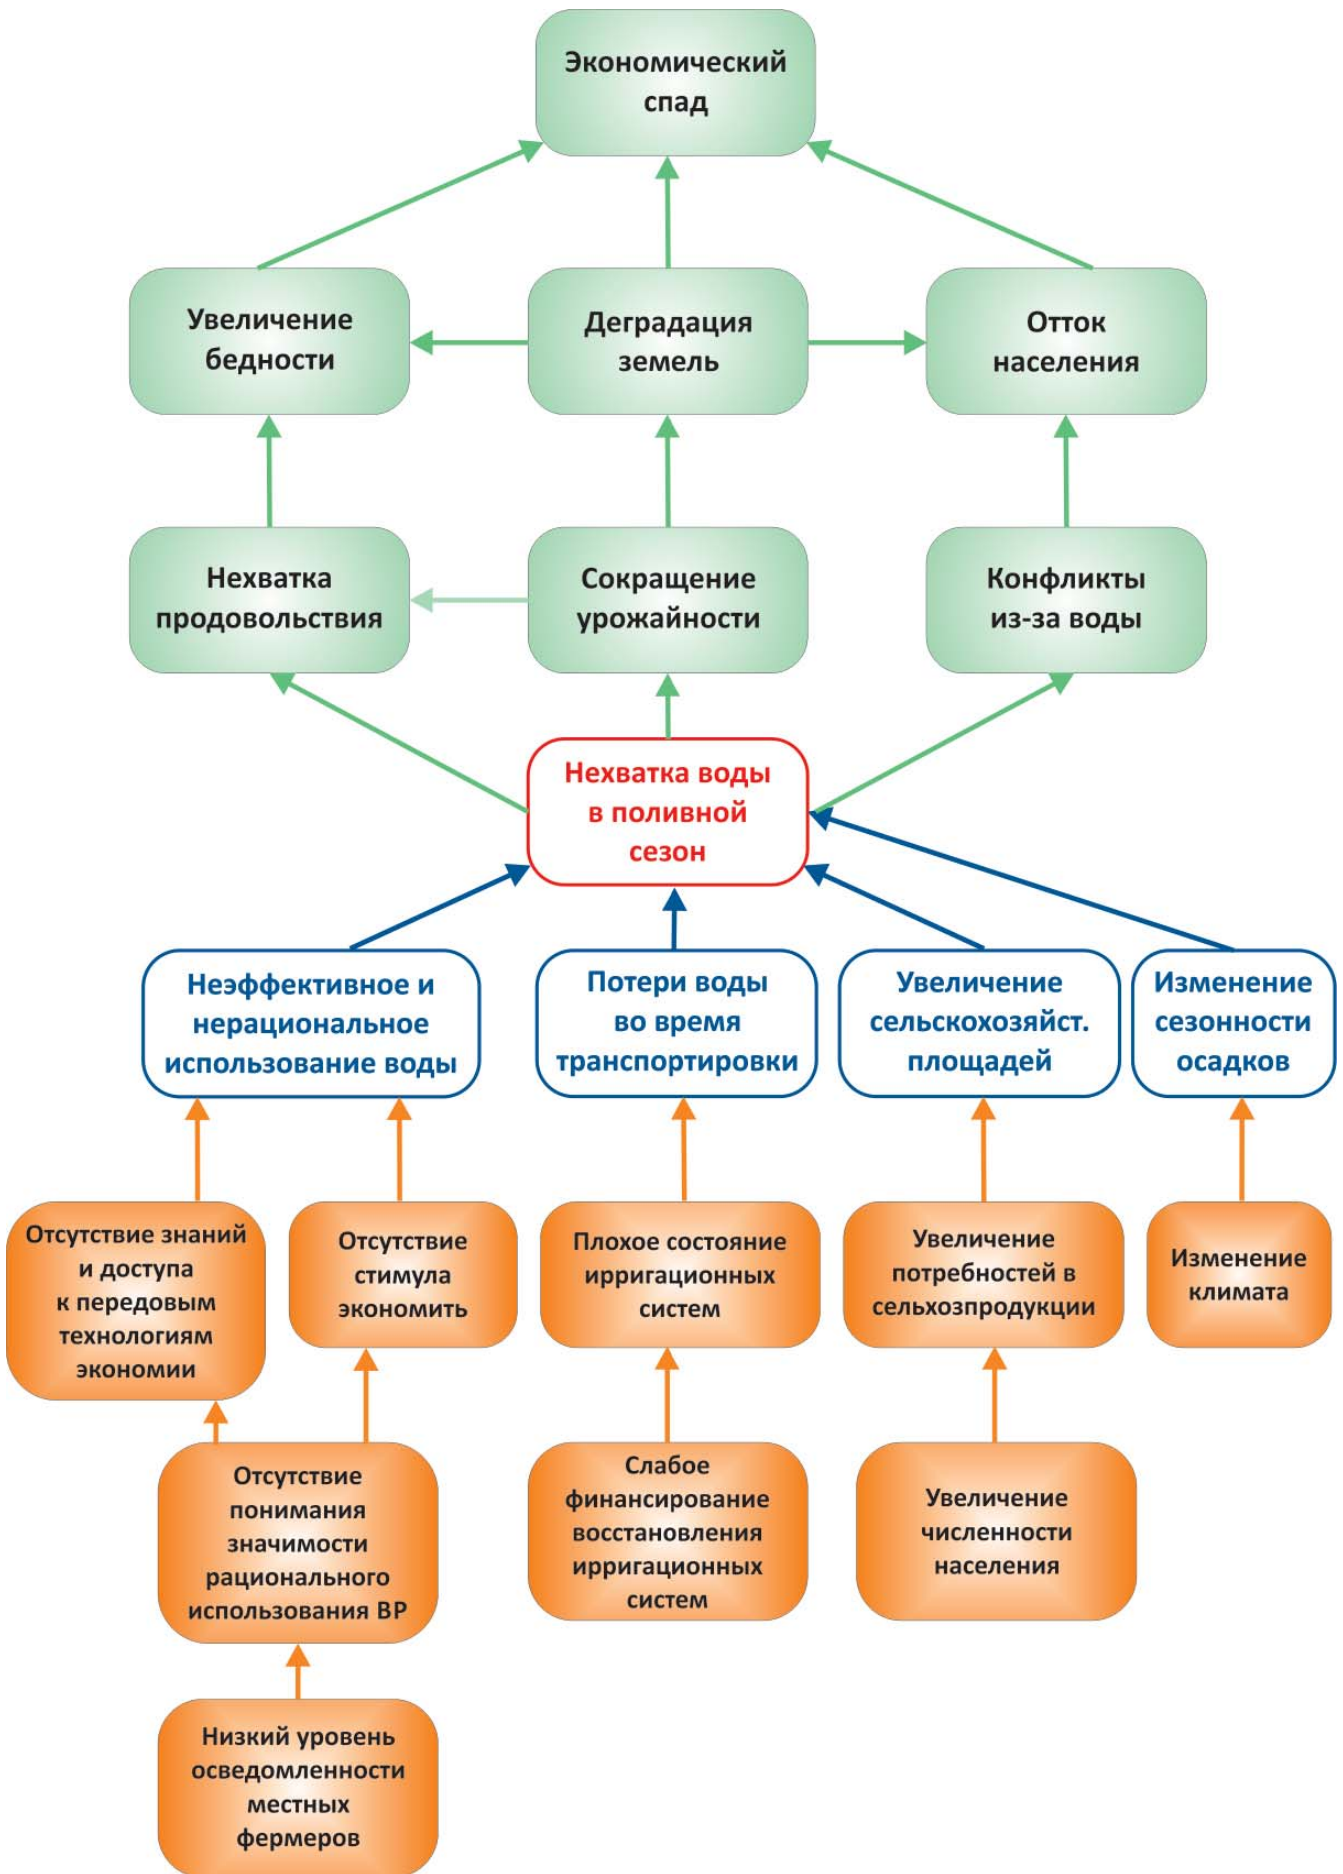 Экономический
спад
Увеличение
бедности
Деградация
земель
Отток
населения
Нехватка
продовольствия
Сокращение
урожайности
Конфликты
из-за воды
Нехватка воды
в поливной
сезон
Неэффективное и
нерациональное
использование воды
Потери воды
во время
транспортировки
Увеличение
сельскохозяйст.
площадей
Изменение
сезонности
осадков
Отсутствие знаний
и доступа
к передовым
технологиям
экономии
Отсутствие
стимула
экономить
Плохое состояние
ирригационных
систем
Увеличение
потребностей в
сельхозпродукции
Изменение
климата
Отсутствие
понимания
значимости
рационального
использования ВР
Слабое
финансирование
восстановления
ирригационных
систем
Увеличение
численности
населения
Низкий уровень
осведомленности
местных
фермеров